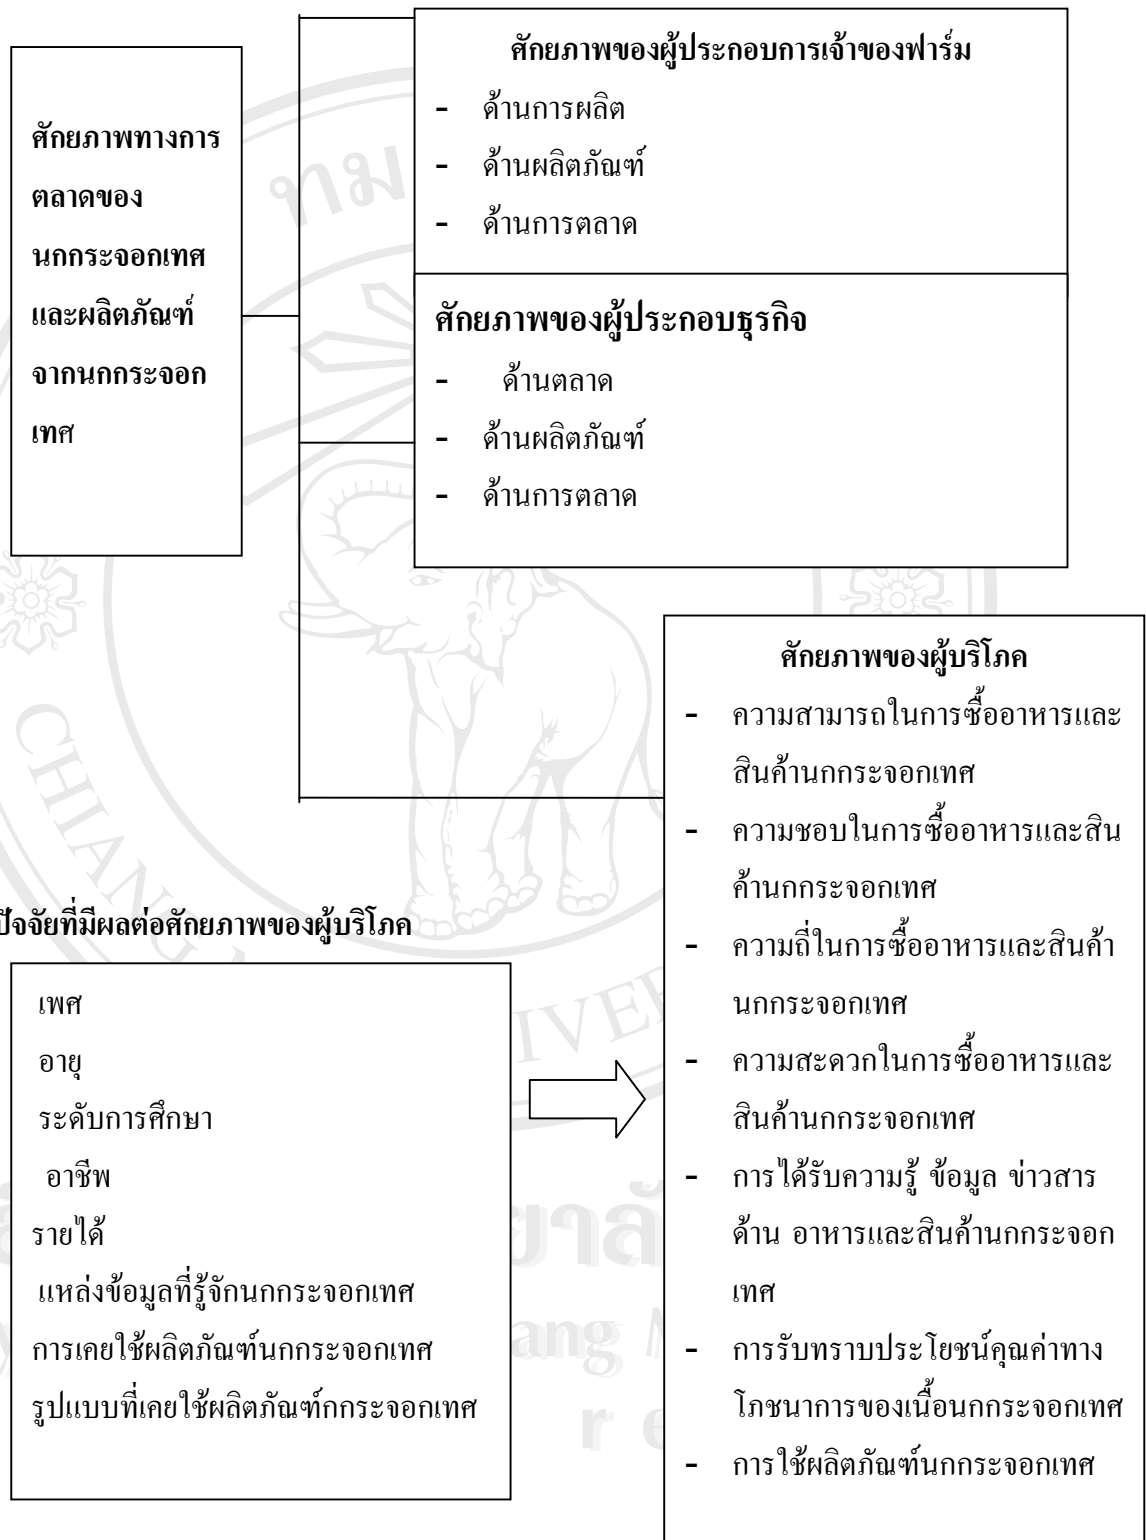 ศักยภาพทางการ
ตลาดของ
นกกระจอกเทศ
และผลิตภัณฑ์
จากนกกระจอก
เทศ
ศักยภาพของผู้ประกอบการเจ้าของฟาร์ม
- ด้านการผลิต
- ด้านผลิตภัณฑ์
- ด้านการตลาด
ศักยภาพของผู้ประกอบธุรกิจ
- ด้านตลาด
- ด้านผลิตภัณฑ์
- ด้านการตลาด
ศักยภาพของผู้บริโภค
- ความสามารถในการซื้ออาหารและ
สินค้านกกระจอกเทศ
- ความชอบในการซื้ออาหารและสิน
ค้านกกระจอกเทศ
- ความถี่ในการซื้ออาหารและสินค้า
นกกระจอกเทศ
- ความสะดวกในการซื้ออาหารและ
สินค้านกกระจอกเทศ
- การได้รับความรู้ ข้อมูล ข่าวสาร
ด้าน อาหารและสินค้านกกระจอก
เทศ
- การรับทราบประโยชน์คุณค่าทาง
โภชนาการของเนื้อนกกระจอกเทศ
- การใช้ผลิตภัณฑ์นกกระจอกเทศ
ปัจจัยที่มีผลต่อศักยภาพของผู้บริโภค
เพศ
อายุ
ระดับการศึกษา
อาชีพ
รายได้
แหล่งข้อมูลที่รู้จักนกกระจอกเทศ
การเคยใช้ผลิตภัณฑ์นกกระจอกเทศ
รูปแบบที่เคยใช้ผลิตภัณฑ์กกระจอกเทศ
CHIANG